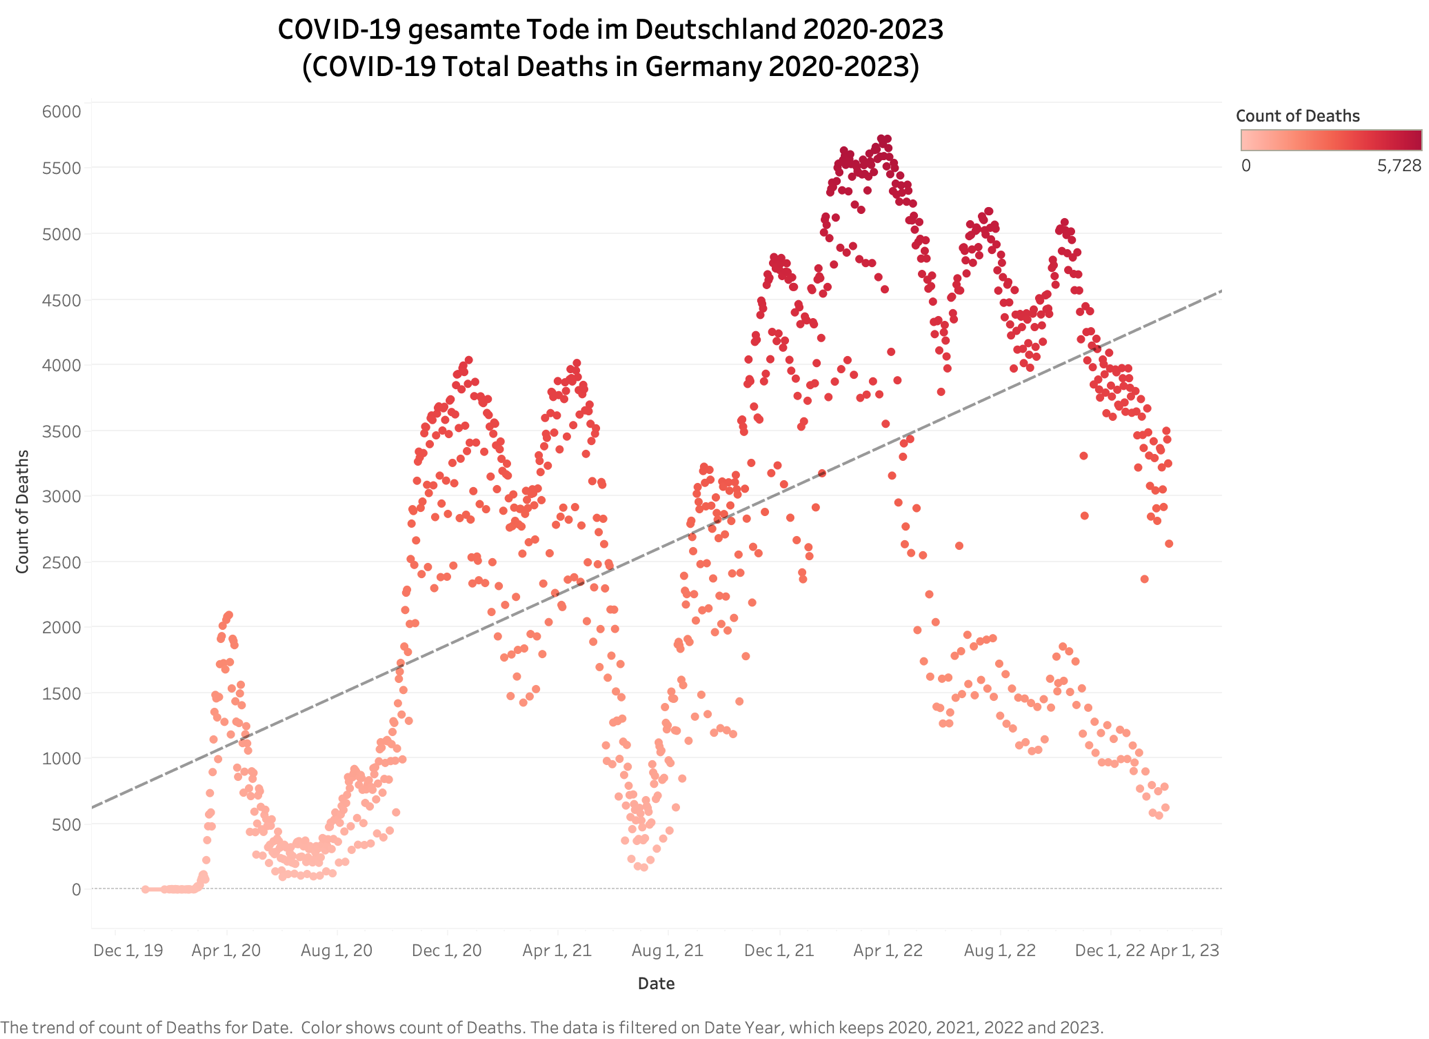 COVID-19 gesamte Tode im Deutschland 2020-2023
(COVID-19 Total Deaths in Germany 2020-2023)
Count of Deaths
0 5,728
6000
5500
5000
4500
4000
3500
3000
2500
2000
1500
1000
500
0
Count of Deaths
Dec 1, 19 Apr 1, 20 Aug 1, 20 Dec 1, 20 Apr 1, 21 Aug 1, 21 Dec 1, 21 Apr 1, 22 Aug 1, 22 Dec 1, 22 Apr 1, 23
Date
The trend of count of Deaths for Date. Color shows count of Deaths. The data is filtered on Date Year, which keeps 2020, 2021, 2022 and 2023.